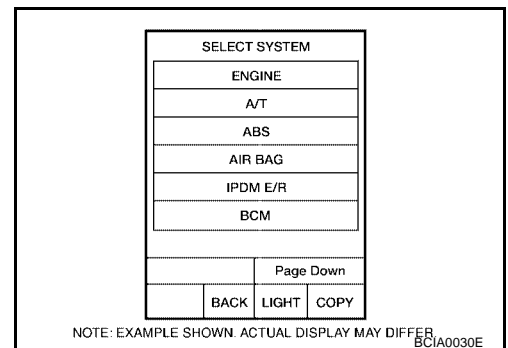 SELECT SYSTEM
ENGINE
A/T
ABS
AIR BAG
IPDM E/R
BCM
Page Down
BACK LIGHT COPY
NOTE: EXAMPLE SHOWN. ACTUAL DISPLAY MAY DIFFER
BCIA0030E